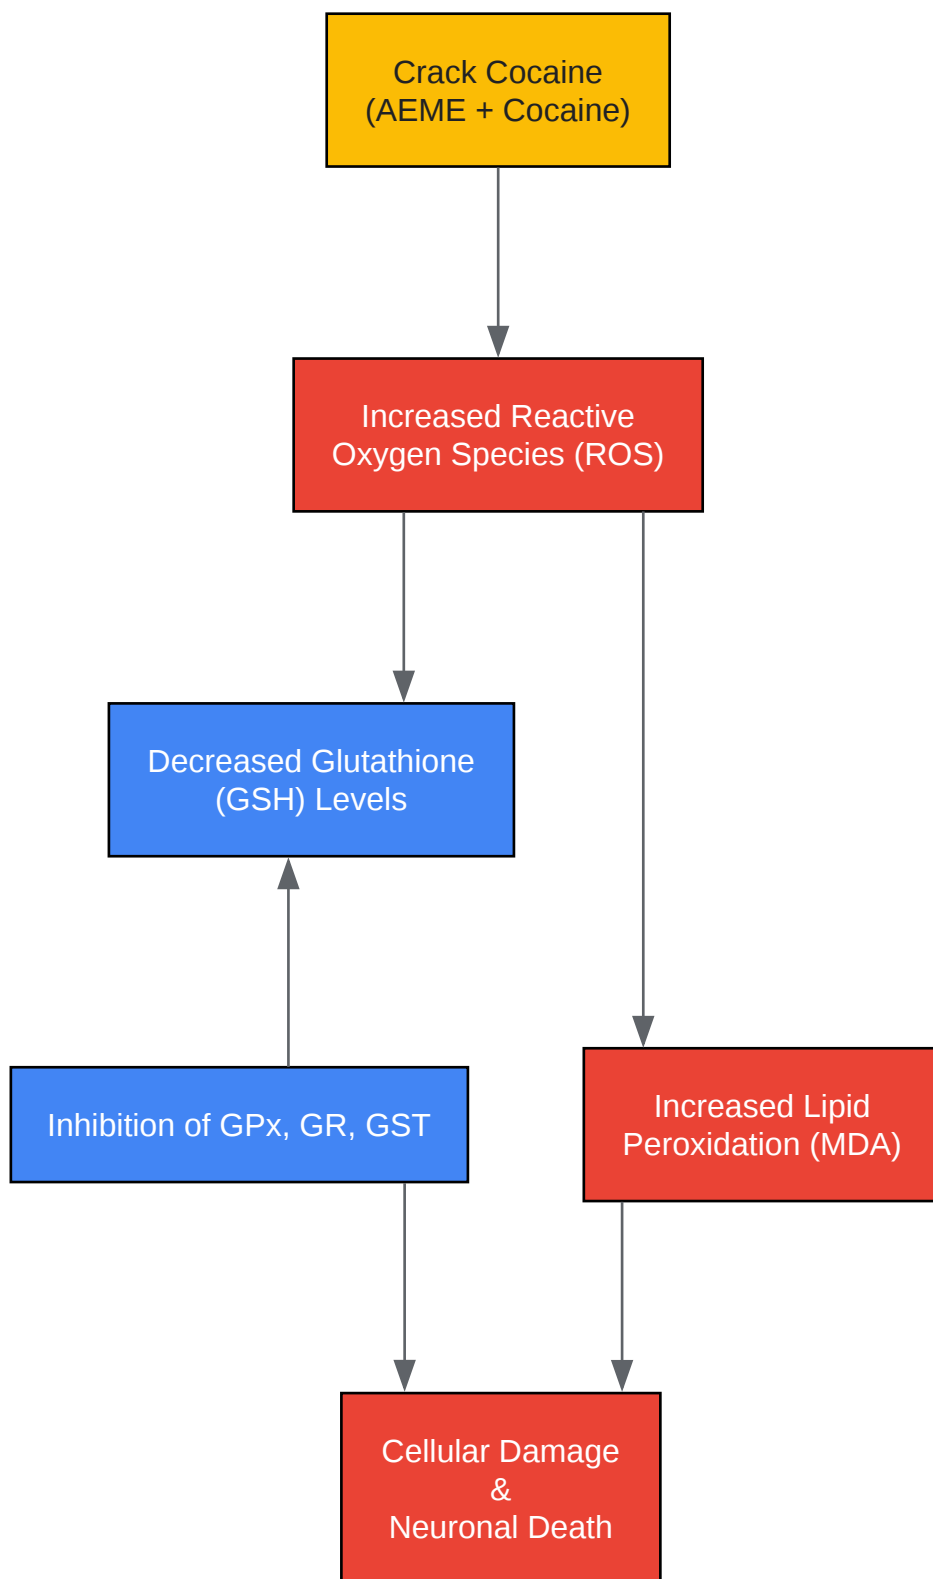 Crack Cocaine
(AEME + Cocaine)
Increased Reactive
Oxygen Species (ROS)
Decreased Glutathione
(GSH) Levels
Inhibition of GPx, GR, GST
Increased Lipid
Peroxidation (MDA)
Cellular Damage
&
Neuronal Death